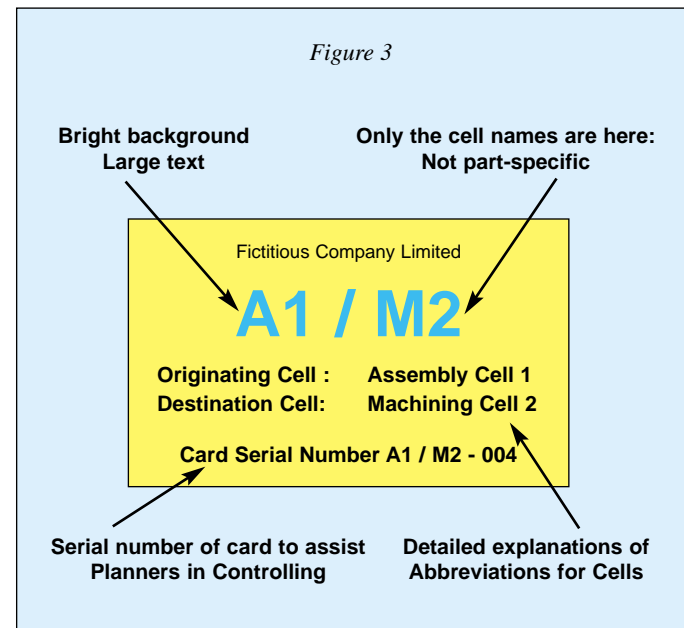 Figure 3
Bright background
Large text
Only the cell names are here:
Not part-specific
Fictitious Company Limited
A1 / M2
Originating Cell : Assembly Cell 1
Destination Cell: Machining Cell 2
Card Serial Number A1 / M2 - 004
Serial number of card to assist
Planners in Controlling
Detailed explanations of
Abbreviations for Cells